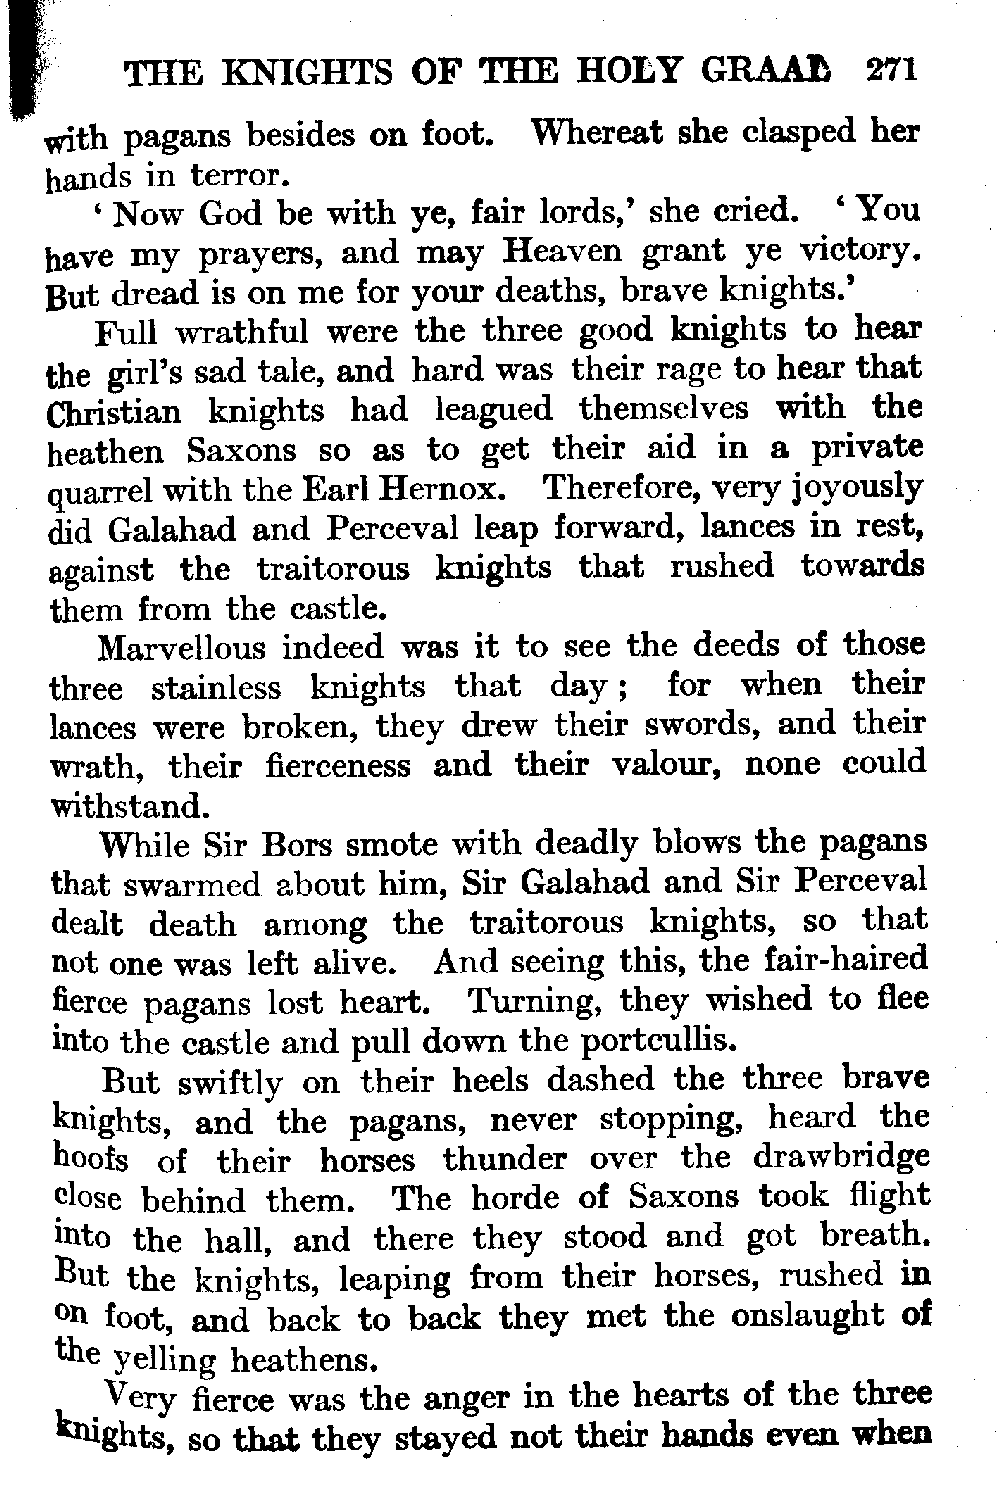 THE KNIGHTS OF THE HOLY GRAAL 271
with pagans besides on foot. Whereat she clasped her
hands in terror.
‘ Now God be with ye, fair lords,’ she cried. ‘ You
have my prayers, and may Heaven grant ye victory.
But dread is on me for your deaths, brave knights.’
Full wrathful were the three good knights to hear
the girl’s sad tale, and hard was their rage to hear that
Christian knights had leagued themselves with the
heathen Saxons so as to get their aid in a private
quarrel with the Earl Hernox. Therefore, very joyously
did Galahad and Perceval leap forward, lances in rest,
against the traitorous knights that rushed towards
them from the castle.
Marvellous indeed was it to see the deeds of those
three stainless knights that day ; for when their
lances were broken, they drew their swords, and their
wrath, their fierceness and their valour, none could
withstand.
While Sir Bors smote with deadly blows the pagans
that swarmed about him, Sir Galahad and Sir Perceval
dealt death among the traitorous knights, so that
not one was left alive. And seeing this, the fair-haired
fierce pagans lost heart. Turning, they wished to flee
into the castle and pull down the portcullis.
But swiftly on their heels dashed the three brave
knights, and the pagans, never stopping, heard the
hoofs of their horses thunder over the drawbridge
close behind them. The horde of Saxons took flight
into the hall, and there they stood and got breath.
But the knights, leaping from their horses, rushed in
on foot, and back to back they met the onslaught of
the yelling heathens.
Very fierce was the anger in the hearts of the three
knights, so that they stayed not their hands even when